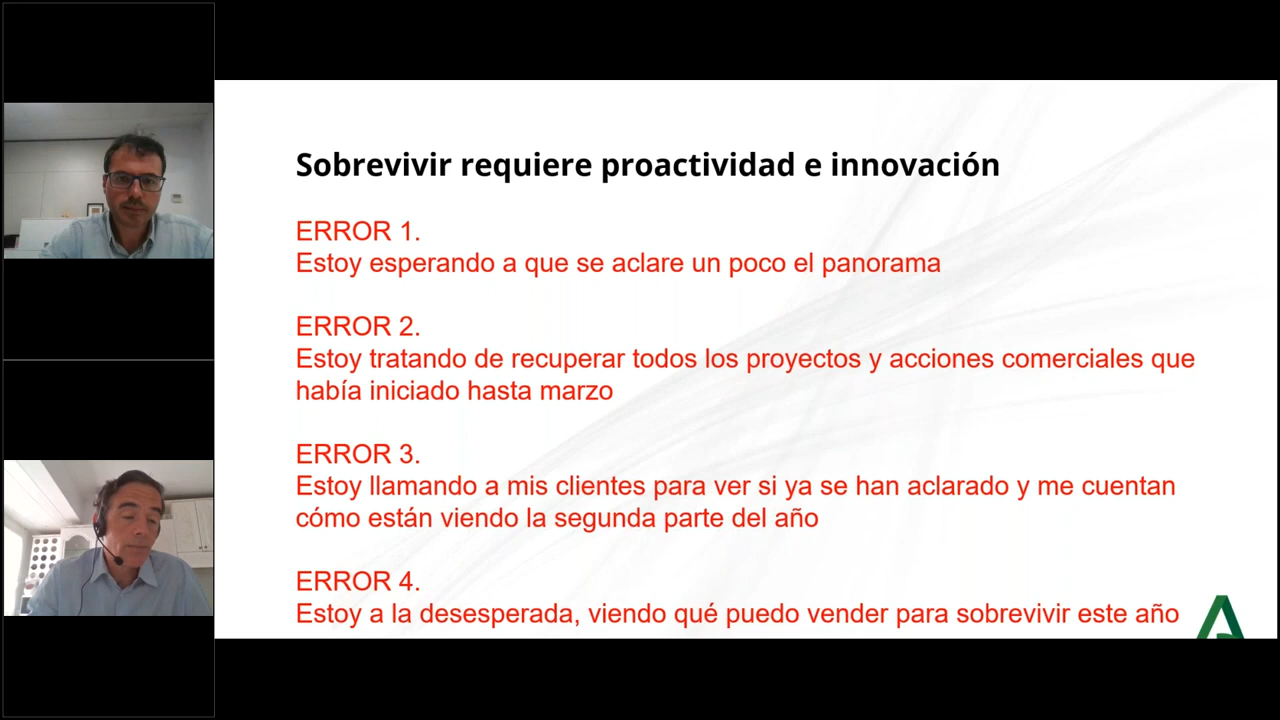 Sobrevivir requiere proactividad e innovación
ERROR 1.
Estoy esperando a que se aclare un poco el panorama
ERROR 2.
Estoy tratando de recuperar todos los proyectos y acciones comerciales que
había iniciado hasta marzo
ERROR 3.
Estoy llamando a mis clientes para ver si ya se han aclarado y me cuentan
cómo están viendo la segunda parte del año
ERROR 4.
Estoy a la desesperada, viendo qué puedo vender para sobrevivir este año